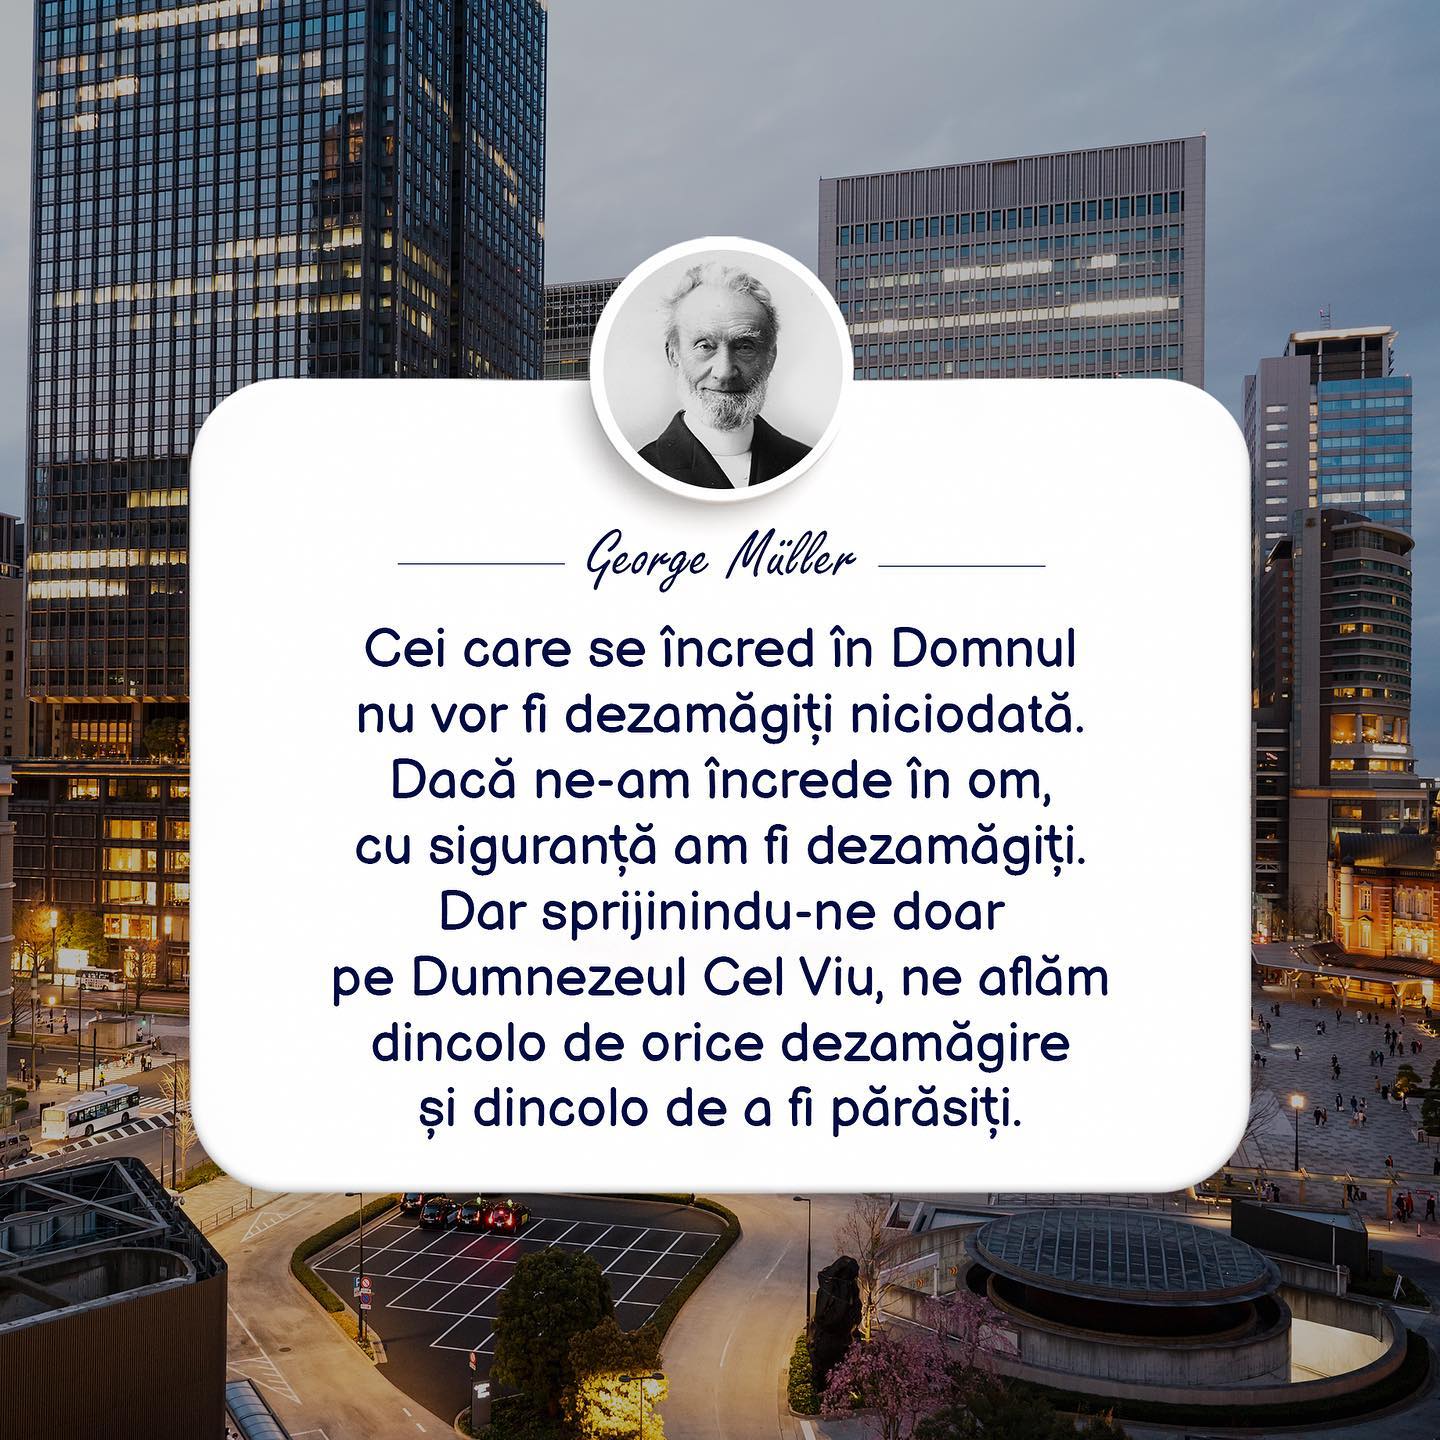 George Müller
Cei care se încred în Domnul
nu vor fi dezamăgiți niciodată.
Dacă ne-am încrede în om,
cu siguranță am fi dezamăgiți.
Dar sprijinindu-ne doar
pe Dumnezeul Cel Viu, ne aflăm
dincolo de orice dezamăgire
și dincolo de a fi părăsiți.